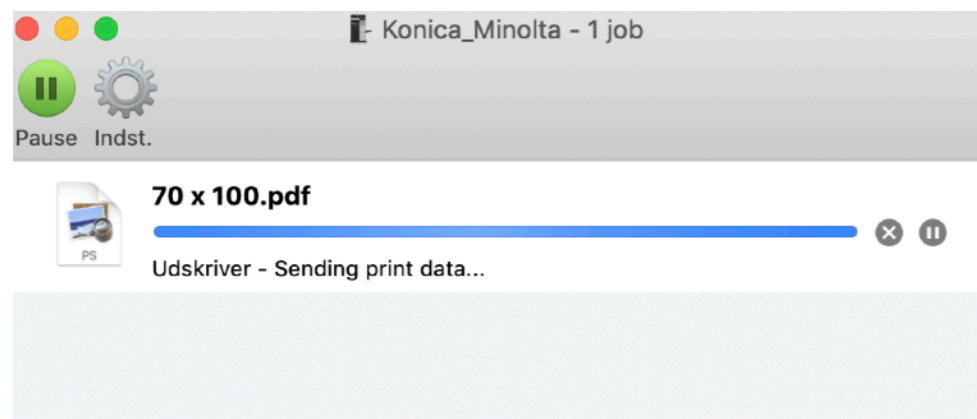 Konica_Minolta - 1 job
Pause Indst.
70 x 100.pdf
PS
Udskriver - Sending print data...